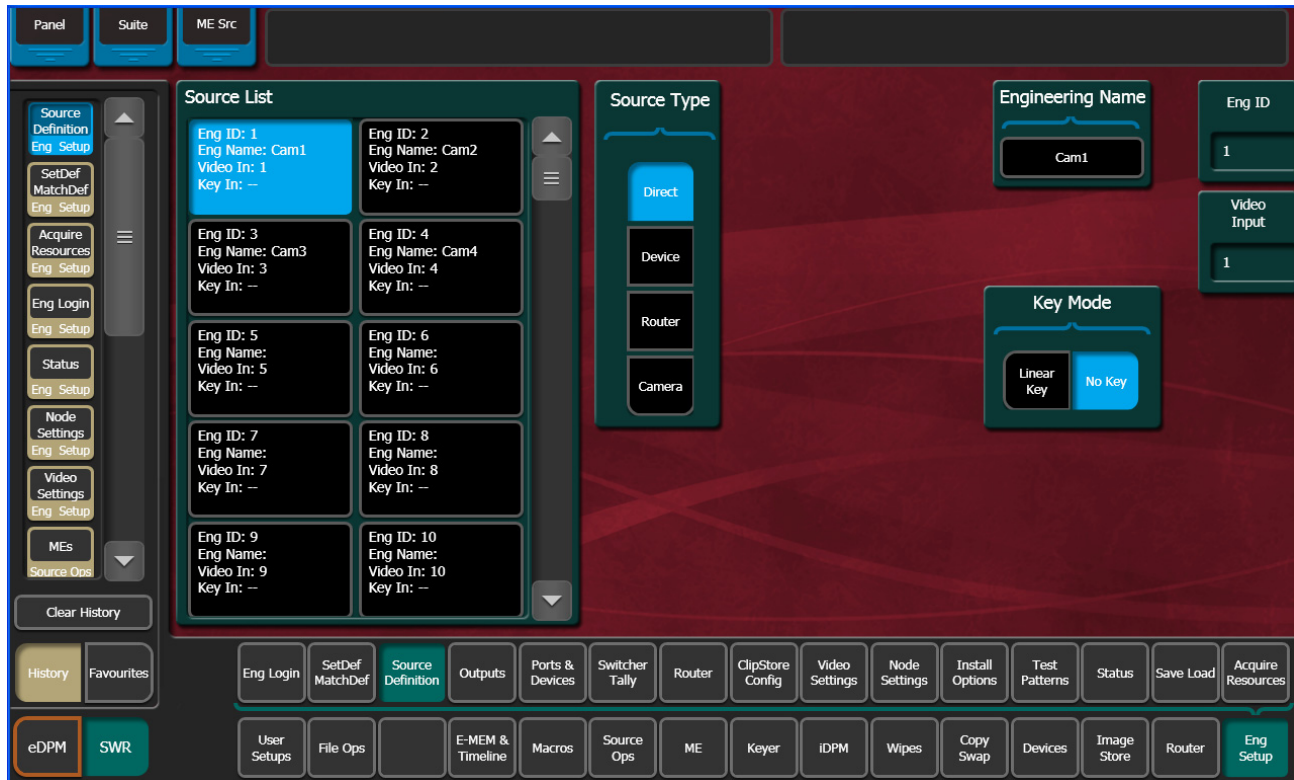 Panel
Suite
ME Src
Source
Definition
Eng Setup
SetDef
MatchDef
Eng Setup
Acquire
Resources
Eng Setup
Eng Login
Eng Setup
Status
Eng Setup
Node
Settings
Eng Setup
Video
Settings
Eng Setup
MEs
Source Ops
Clear History
History
Favourites
Source List
Eng ID: 1
Eng Name: Cam1
Video In: 1
Key In: --
Eng ID: 2
Eng Name: Cam2
Video In: 2
Key In: --
Eng ID: 3
Eng Name: Cam3
Video In: 3
Key In: --
Eng ID: 4
Eng Name: Cam4
Video In: 4
Key In: --
Eng ID: 5
Eng Name:
Video In: 5
Key In: --
Eng ID: 6
Eng Name:
Video In: 6
Key In: --
Eng ID: 7
Eng Name:
Video In: 7
Key In: --
Eng ID: 8
Eng Name:
Video In: 8
Key In: --
Eng ID: 9
Eng Name:
Video In: 9
Key In: --
Eng ID: 10
Eng Name:
Video In: 10
Key In: --
Source Type
Direct
Device
Router
Camera
Engineering Name
Cam1
Eng ID
1
Video
Input
1
Key Mode
Linear
Key
No Key
Eng Login
SetDef
MatchDef
Source
Definition
Outputs
Ports &
Devices
Switcher
Tally
Router
ClipStore
Config
Video
Settings
Node
Settings
Install
Options
Test
Patterns
Status
Save Load
Acquire
Resources
eDPM
SWR
User
Setups
File Ops
E-MEM &
Timeline
Macros
Source
Ops
ME
Keyer
iDPM
Wipes
Copy
Swap
Devices
Image
Store
Router
Eng
Setup